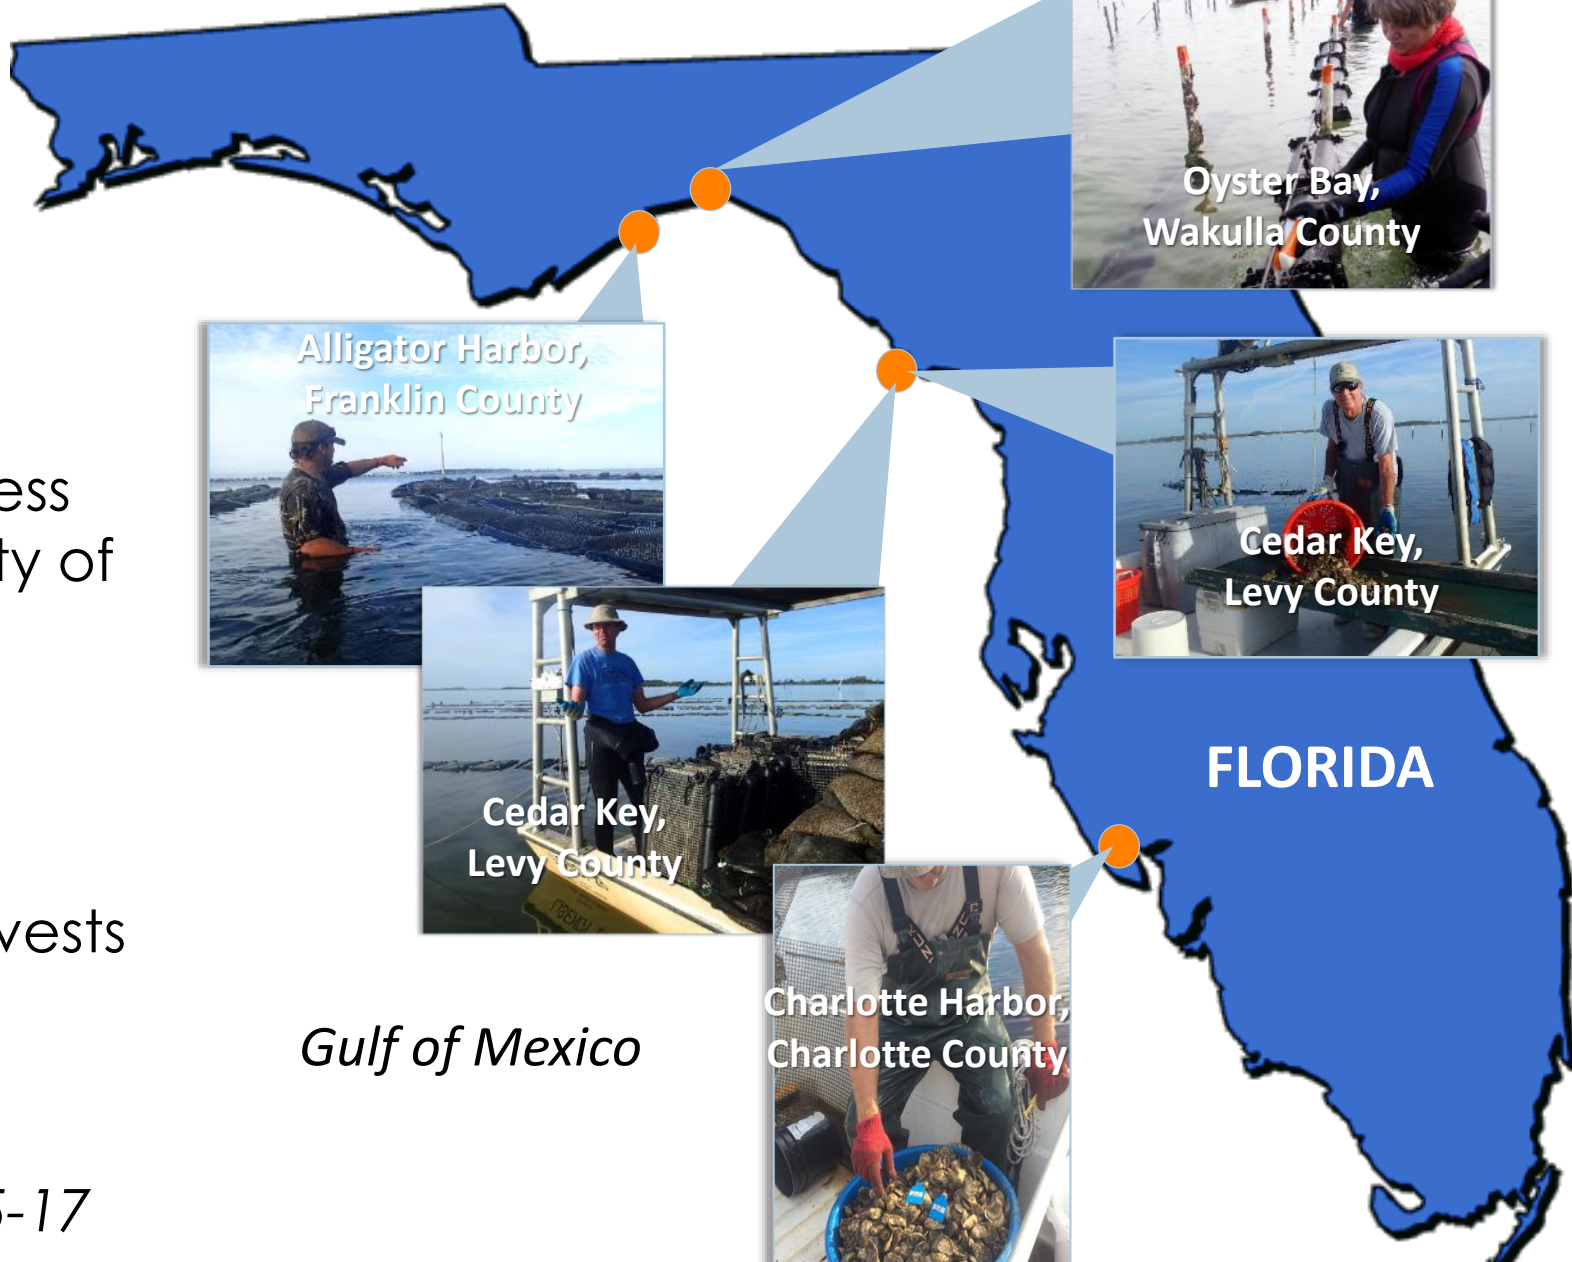 Oyster Bay,
Wakulla County
Alligator Harbor,
Franklin County
ess
ty of
Cedar Key,
Levy County
FLORIDA
Cedar Key,
Levy County
vests
Charlotte Harbor,
Charlotte County
Gulf of Mexico
-17